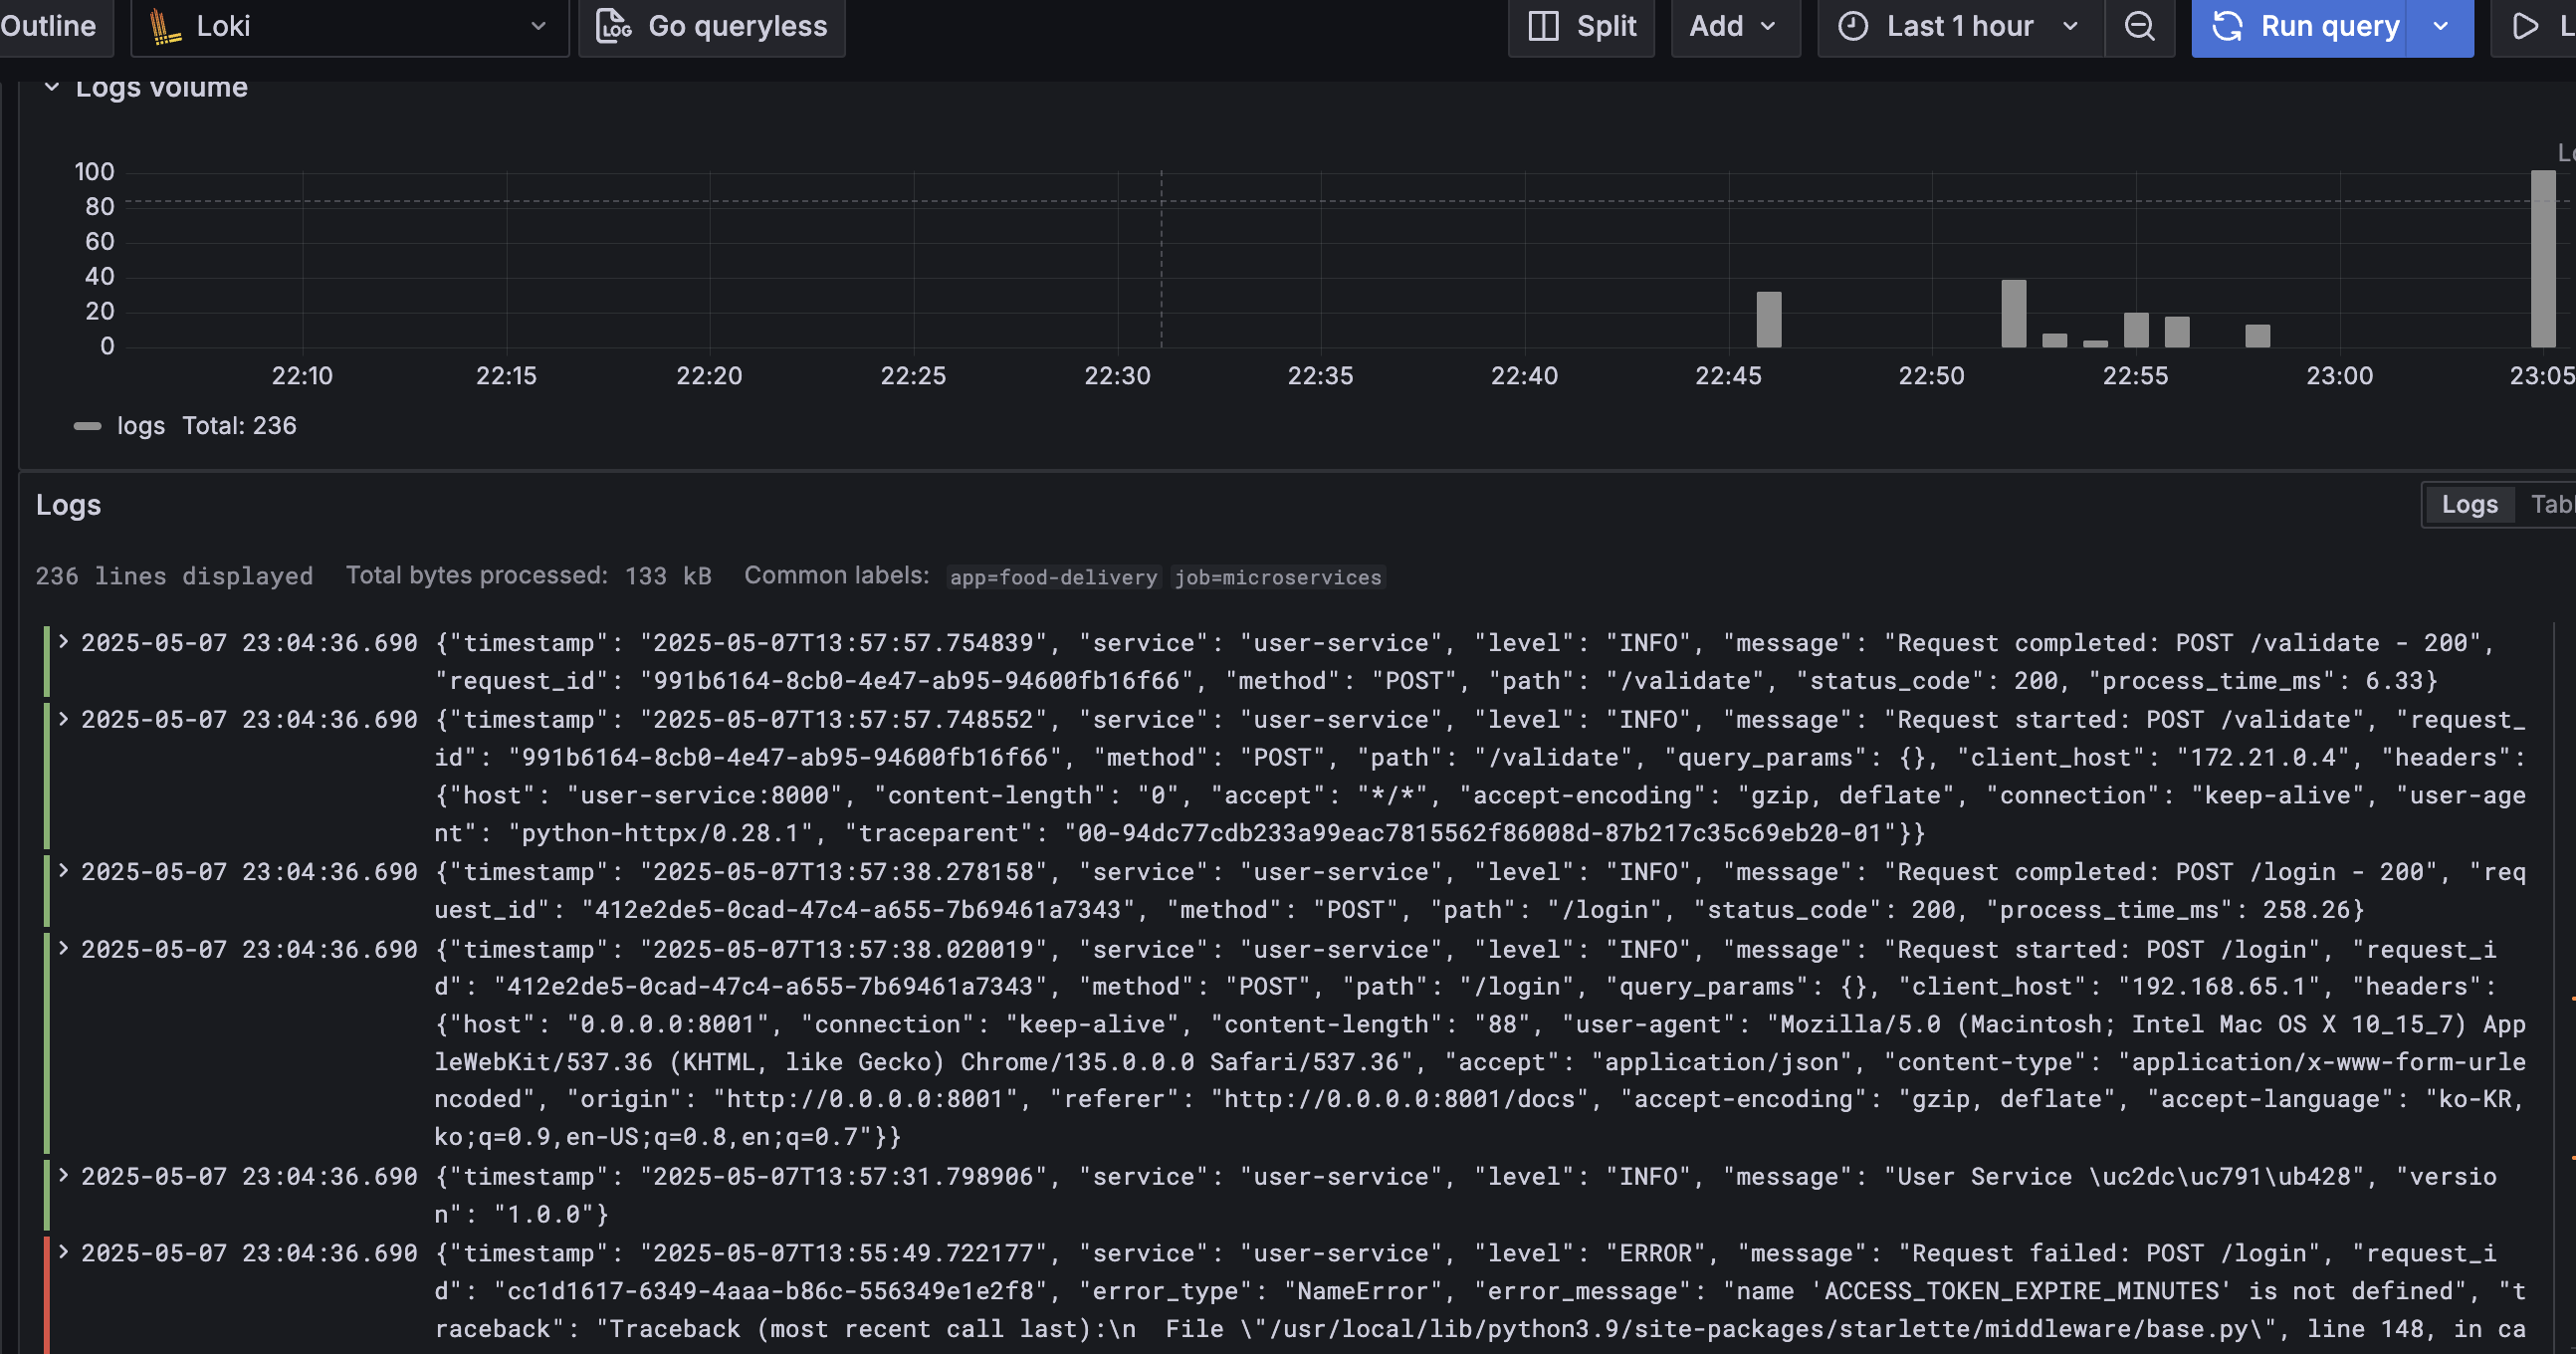 Outline
Loki
Go queryless
Split
Add
Last 1 hour
Run query
Logs volume
100
80
60
40
20
0
22:10 22:15 22:20 22:25 22:30 22:35 22:40 22:45 22:50 22:55 23:00 23:05
logs Total: 236
Logs
Logs
236 lines displayed Total bytes processed: 133 kB Common labels: app=food-delivery job=microservices
2025-05-07 23:04:36.690 {"timestamp": "2025-05-07T13:57:57.754839", "service": "user-service", "level": "INFO", "message": "Request completed: POST /validate - 200",
"request_id": "991b6164-8cb0-4e47-ab95-94600fb16f66", "method": "POST", "path": "/validate", "status_code": 200, "process_time_ms": 6.33}
2025-05-07 23:04:36.690 {"timestamp": "2025-05-07T13:57:57.748552", "service": "user-service", "level": "INFO", "message": "Request started: POST /validate", "request_
id": "991b6164-8cb0-4e47-ab95-94600fb16f66", "method": "POST", "path": "/validate", "query_params": {}, "client_host": "172.21.0.4", "headers":
{"host": "user-service:8000", "content-length": "0", "accept": "*/*", "accept-encoding": "gzip, deflate", "connection": "keep-alive", "user-age
nt": "python-httpx/0.28.1", "traceparent": "00-94dc77cdb233a99eac7815562f86008d-87b217c35c69eb20-01"}}
2025-05-07 23:04:36.690 {"timestamp": "2025-05-07T13:57:38.278158", "service": "user-service", "level": "INFO", "message": "Request completed: POST /login - 200", "req
uest_id": "412e2de5-0cad-47c4-a655-7b69461a7343", "method": "POST", "path": "/login", "status_code": 200, "process_time_ms": 258.26}
2025-05-07 23:04:36.690 {"timestamp": "2025-05-07T13:57:38.020019", "service": "user-service", "level": "INFO", "message": "Request started: POST /login", "request_i
d": "412e2de5-0cad-47c4-a655-7b69461a7343", "method": "POST", "path": "/login", "query_params": {}, "client_host": "192.168.65.1", "headers":
{"host": "0.0.0.0:8001", "connection": "keep-alive", "content-length": "88", "user-agent": "Mozilla/5.0 (Macintosh; Intel Mac OS X 10_15_7) App
leWebKit/537.36 (KHTML, like Gecko) Chrome/135.0.0.0 Safari/537.36", "accept": "application/json", "content-type": "application/x-www-form-urle
ncoded", "origin": "http://0.0.0.0:8001", "referer": "http://0.0.0.0:8001/docs", "accept-encoding": "gzip, deflate", "accept-language": "ko-KR,
ko;q=0.9,en-US;q=0.8,en;q=0.7"}}
2025-05-07 23:04:36.690 {"timestamp": "2025-05-07T13:57:31.798906", "service": "user-service", "level": "INFO", "message": "User Service \uc2dc\uc791\ub428", "versio
n": "1.0.0"}
2025-05-07 23:04:36.690 {"timestamp": "2025-05-07T13:55:49.722177", "service": "user-service", "level": "ERROR", "message": "Request failed: POST /login", "request_i
d": "cc1d1617-6349-4aaa-b86c-556349e1e2f8", "error_type": "NameError", "error_message": "name 'ACCESS_TOKEN_EXPIRE_MINUTES' is not defined", "t
raceback": "Traceback (most recent call last):\n  File \"/usr/local/lib/python3.9/site-packages/starlette/middleware/base.py\", line 148, in ca